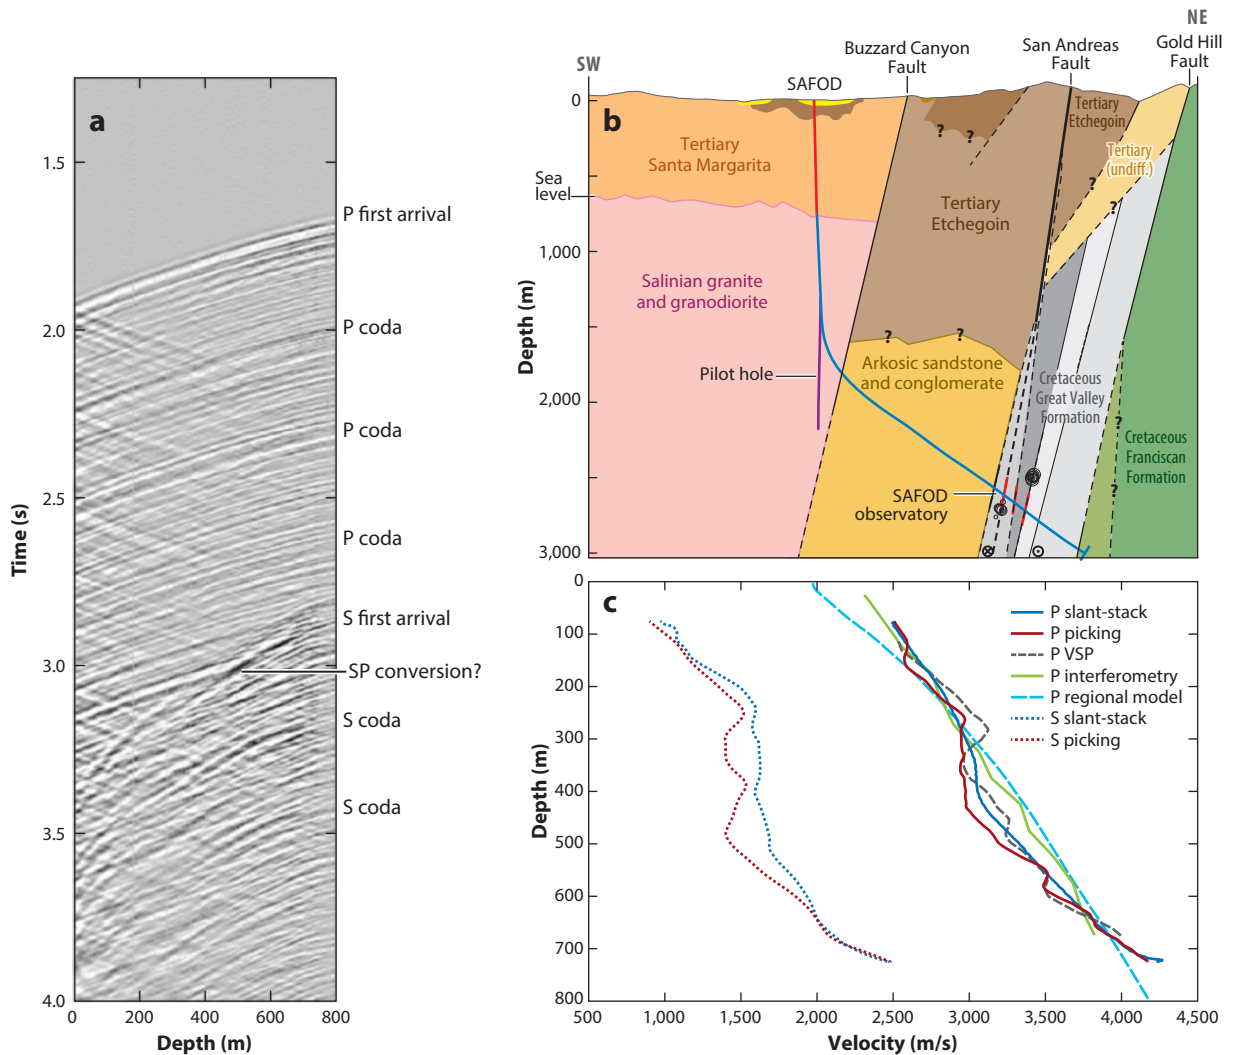 a
1.5
2.0
2.5
3.0
3.5
4.0
Time (s)
0
200
400
600
800
Depth (m)
P first arrival
P coda
P coda
P coda
S first arrival
SP conversion?
S coda
S coda
b
SW
NE
SAFOD
Buzzard Canyon
Fault
San Andreas
Fault
Gold Hill
Fault
0
Sea
level
1,000
2,000
3,000
Depth (m)
Tertiary
Santa Margarita
Salinian granite
and granodiorite
Pilot hole
? ?
Tertiary
Etchegoin
Tertiary
Etchegoin
Tertiary
(undiff.)
?
?
? ?
Arkosic sandstone
and conglomerate
Cretaceous
Great Valley
Formation
?
?
Cretaceous
Franciscan
Formation
SAFOD
observatory
c
0
100
200
300
400
500
600
700
800
Depth (m)
P slant-stack
P picking
P VSP
P interferometry
P regional model
S slant-stack
S picking
500
1,000
1,500
2,000
2,500
3,000
3,500
4,000
4,500
Velocity (m/s)